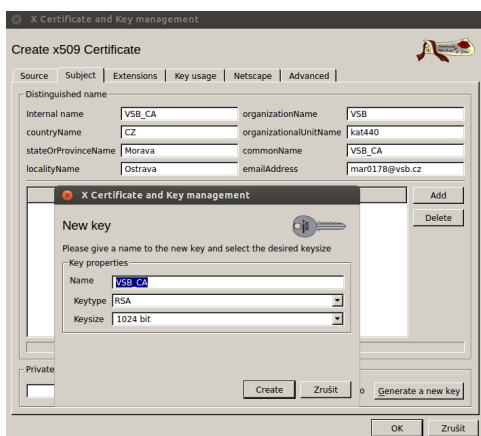 X Certificate and Key management
Create x509 Certificate
Source Subject Extensions Key usage Netscape Advanced
Distinguished name
Internal name VSB_CA organizationName VSB
countryName CZ organizationalUnitName kat440
stateOrProvinceName Morava commonName VSB_CA
localityName Ostrava emailAddress mar0178@vsb.cz
Add
Delete
X Certificate and Key management
New key
Please give a name to the new key and select the desired keysize
Key properties
Name VSB_CA
Keytype RSA
Keysize 1024 bit
Create Zrušit
Private
o Generate a new key
OK Zrušit